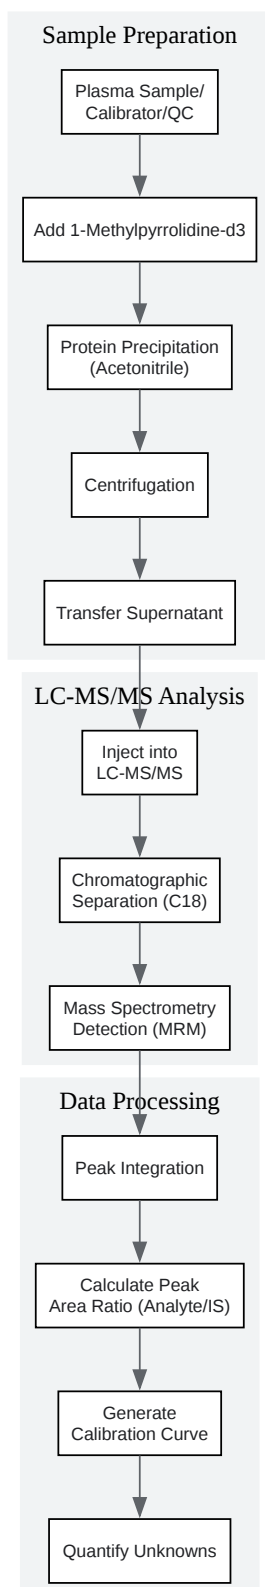 Sample Preparation
Plasma Sample/
Calibrator/QC
Add 1-Methylpyrrolidine-d3
Protein Precipitation
(Acetonitrile)
Centrifugation
Transfer Supernatant
LC-MS/MS Analysis
Inject into
LC-MS/MS
Chromatographic
Separation (C18)
Mass Spectrometry
Detection (MRM)
Data Processing
Peak Integration
Calculate Peak
Area Ratio (Analyte/IS)
Generate
Calibration Curve
Quantify Unknowns